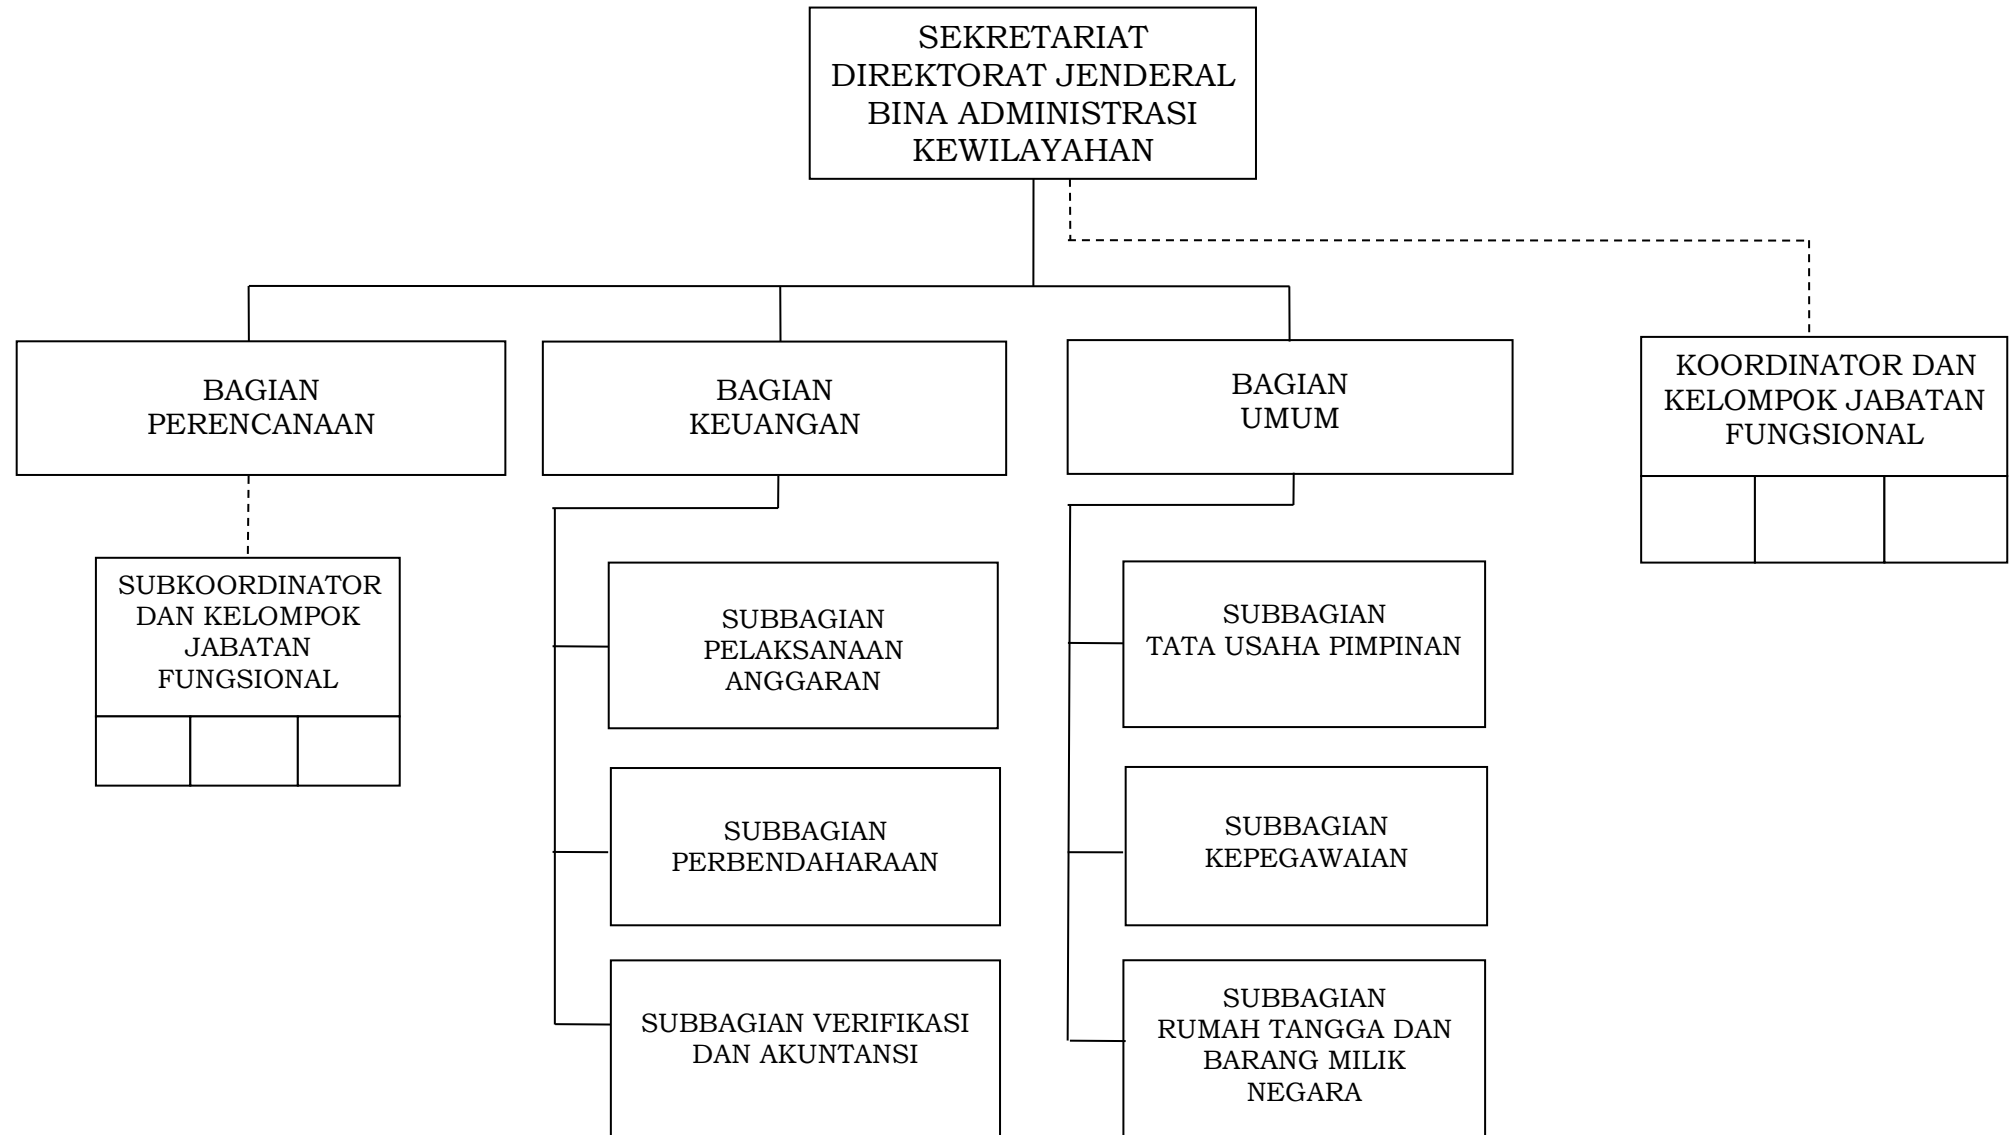 SEKRETARIAT
DIREKTORAT JENDERAL
BINA ADMINISTRASI
KEWILAYAHAN
BAGIAN
PERENCANAAN
BAGIAN
KEUANGAN
BAGIAN
UMUM
KOORDINATOR DAN
KELOMPOK JABATAN
FUNGSIONAL
SUBKOORDINATOR
DAN KELOMPOK
JABATAN
FUNGSIONAL
SUBBAGIAN
PELAKSANAAN
ANGGARAN
SUBBAGIAN
TATA USAHA PIMPINAN
SUBBAGIAN
PERBENDAHARAAN
SUBBAGIAN
KEPEGAWAIAN
SUBBAGIAN VERIFIKASI
DAN AKUNTANSI
SUBBAGIAN
RUMAH TANGGA DAN
BARANG MILIK
NEGARA